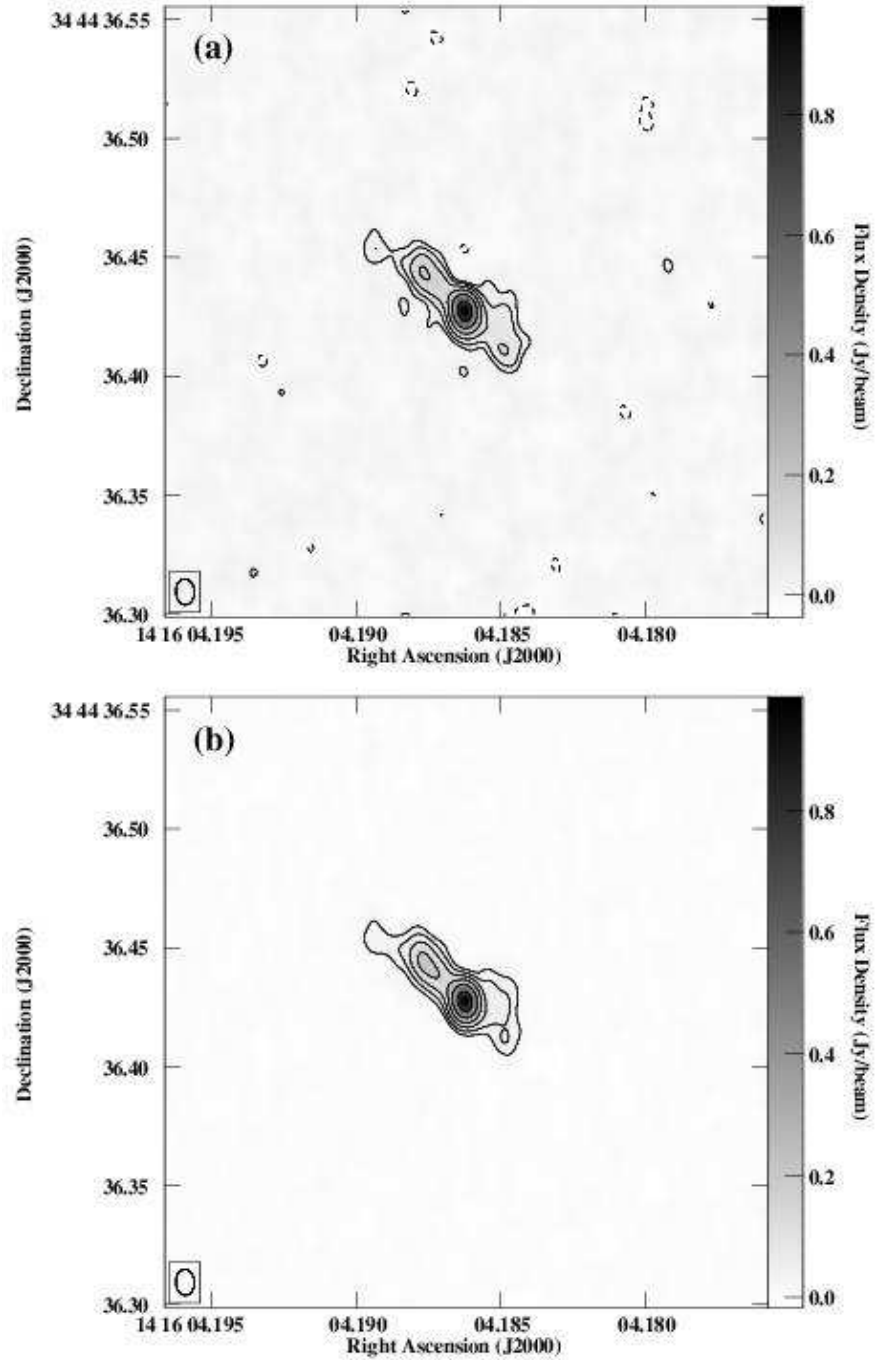 (a)
34 44 36.55
36.50
36.45
36.40
36.35
36.30
Declination (J2000)
14 16 04.195
04.190
04.185
04.180
Right Ascension (J2000)
0.8
0.6
0.4
0.2
0.0
Flux Density (Jy/beam)
(b)
34 44 36.55
36.50
36.45
36.40
36.35
36.30
Declination (J2000)
14 16 04.195
04.190
04.185
04.180
Right Ascension (J2000)
0.8
0.6
0.4
0.2
0.0
Flux Density (Jy/beam)